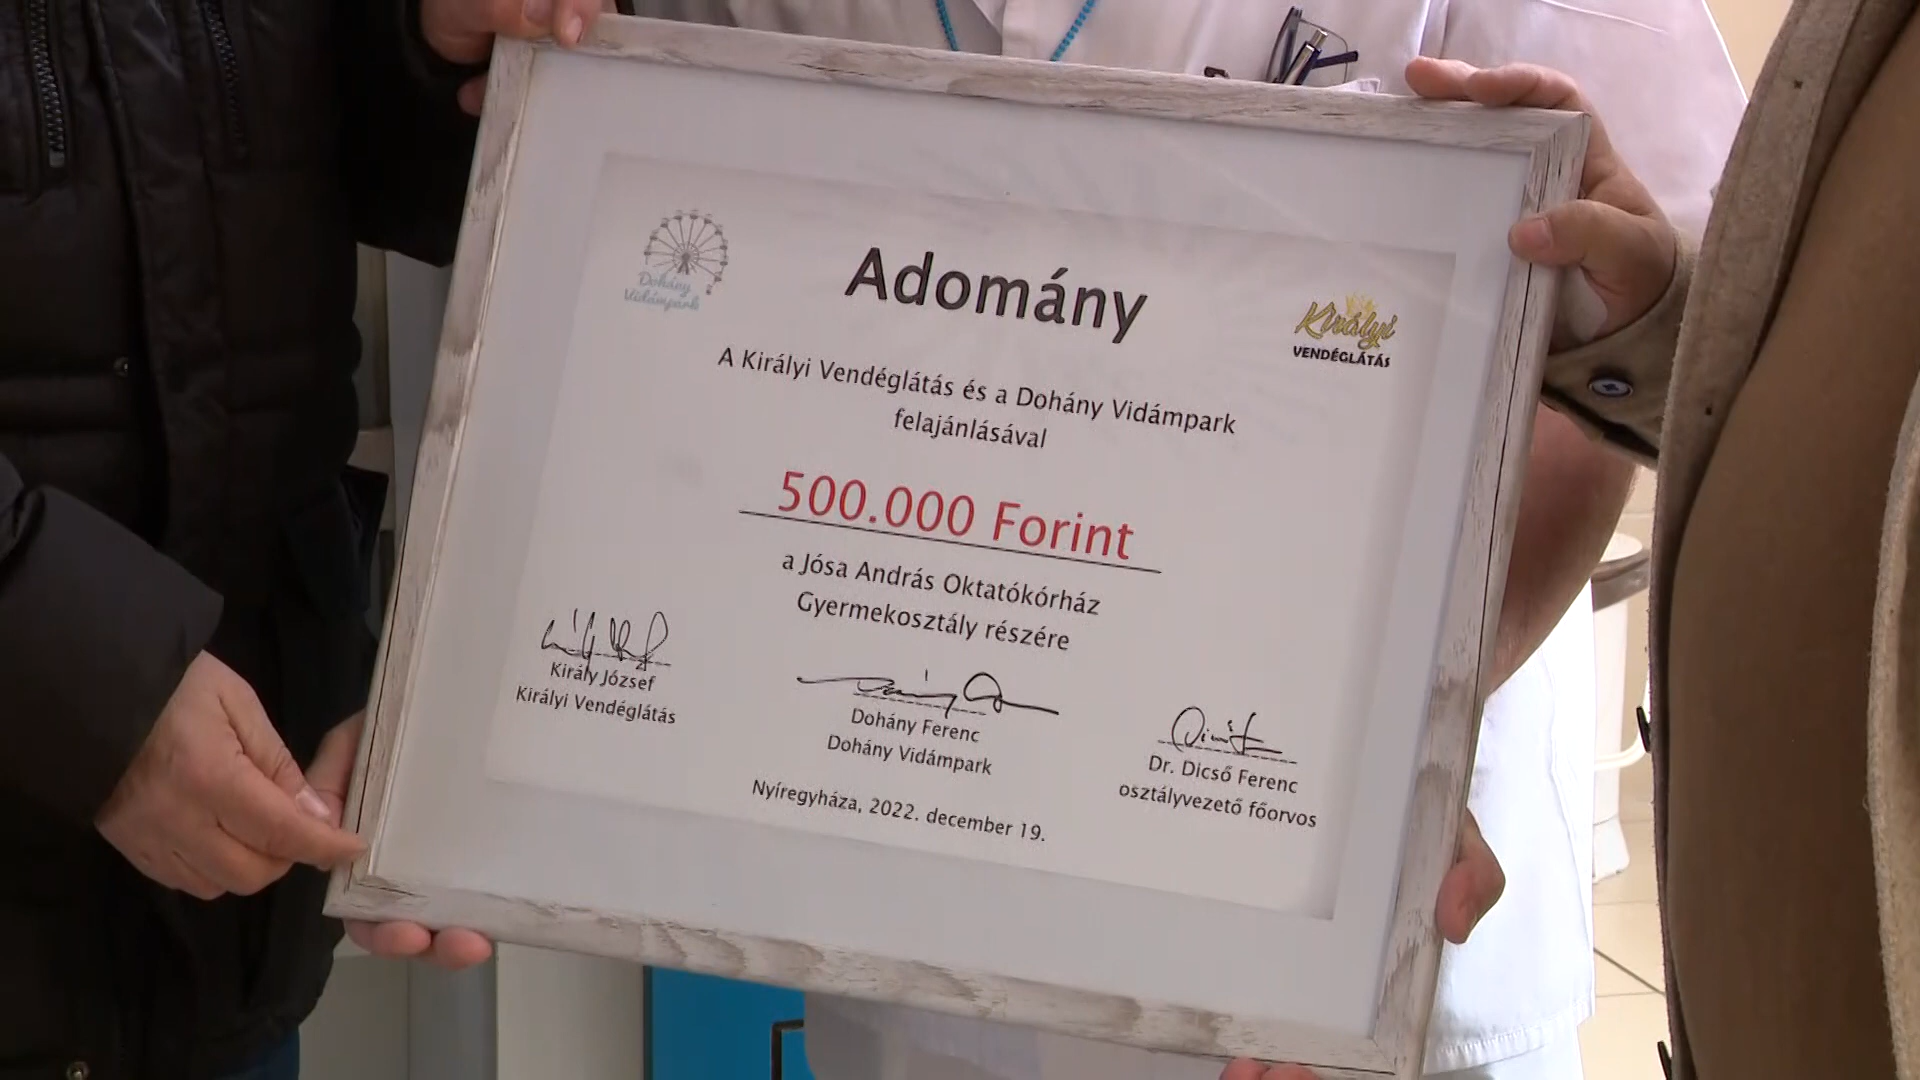 Dohány
Vidámpark
Adomány
Királyi
VENDÉGLÁTÁS
A Királyi Vendéglátás és a Dohány Vidámpark
felajánlásával
500.000 Forint
a Jósa András Oktatókórház
Gyermekosztály részére
Király József
Királyi Vendéglátás
Dohány Ferenc
Dohány Vidámpark
Dr. Dicső Ferenc
osztályvezető főorvos
Nyíregyháza, 2022. december 19.